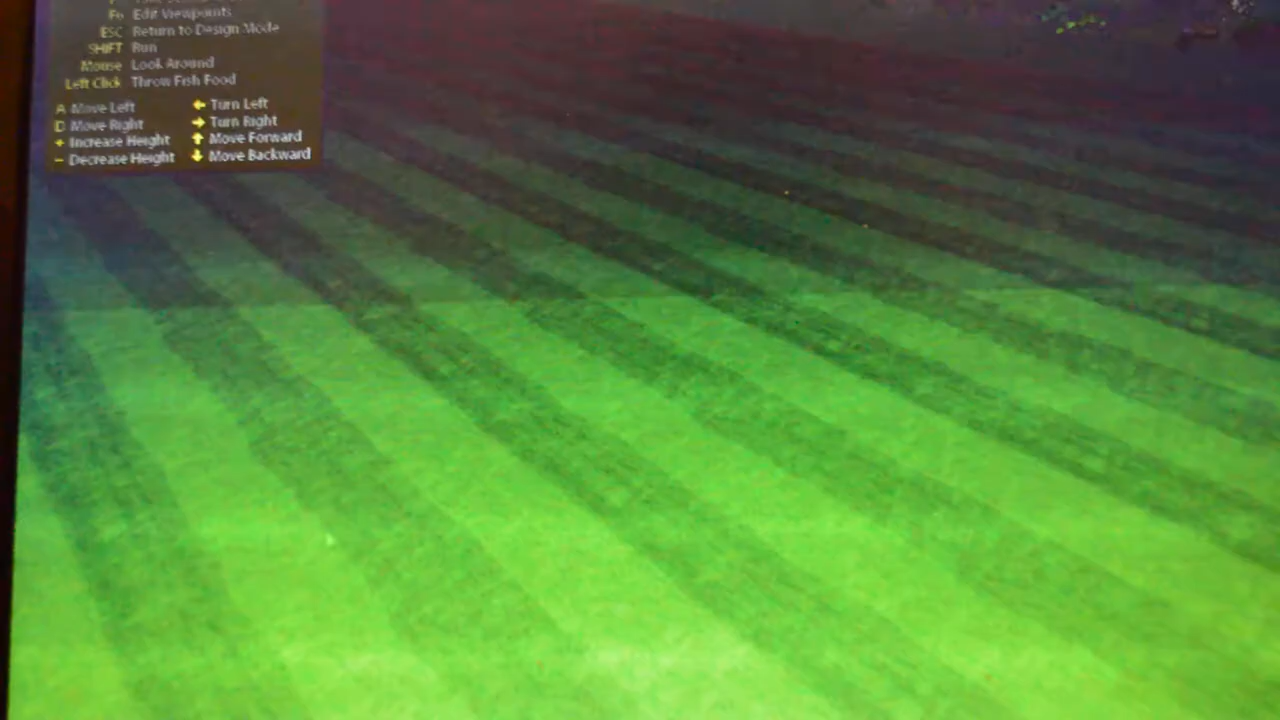 Edit Viewpoints
ESC Return to Design Mode
SHIFT Run
Mouse Look Around
Left Click Throw Fish Food
A Move Left ← Turn Left
D Move Right → Turn Right
+ Increase Height ↑ Move Forward
- Decrease Height ↓ Move Backward